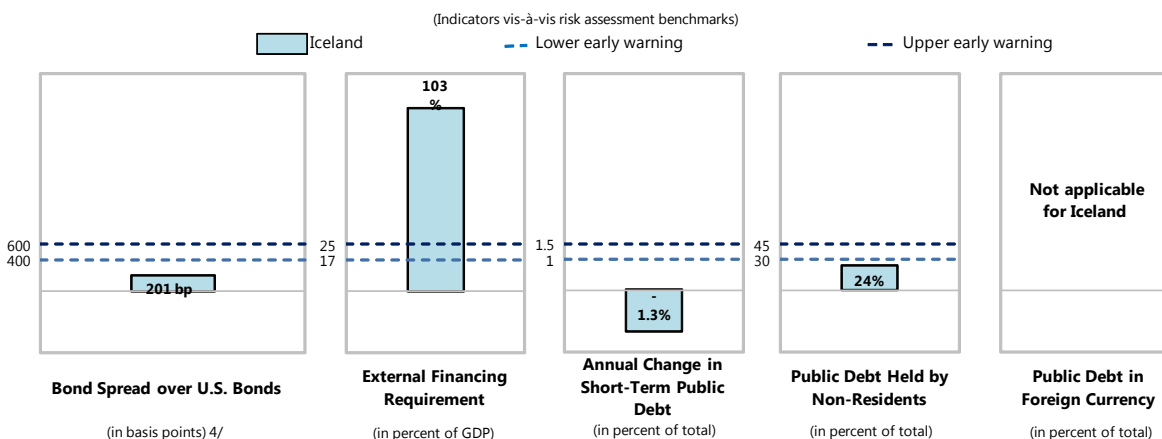 (Indicators vis-à-vis risk assessment benchmarks)
Iceland
Lower early warning
Upper early warning
600
400
201 bp
Bond Spread over U.S. Bonds
(in basis points) 4/
25
17
103
%
External Financing
Requirement
(in percent of GDP)
1.5
1
-
1.3%
Annual Change in
Short-Term Public
Debt
(in percent of total)
45
30
24%
Public Debt Held by
Non-Residents
(in percent of total)
Not applicable
for Iceland
Public Debt in
Foreign Currency
(in percent of total)